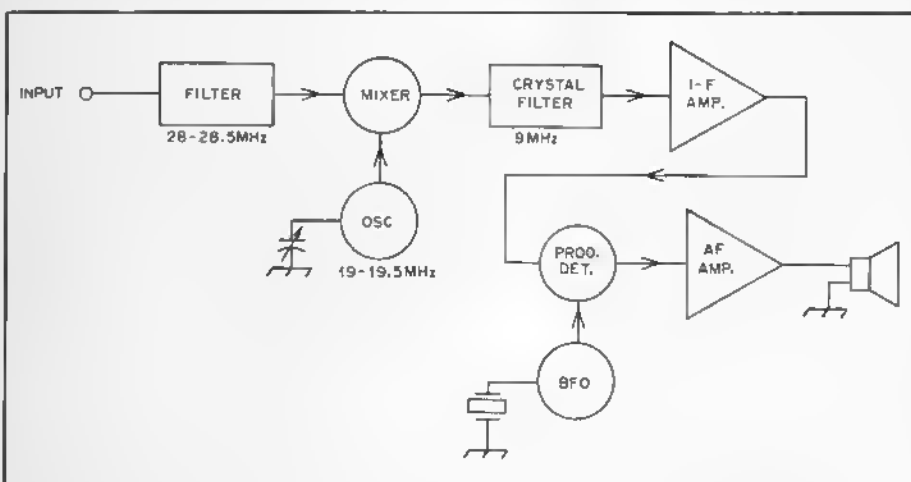 INPUT
FILTER
28-28.5MHz
MIXER
CRYSTAL
FILTER
9MHz
I-F
AMP.
OSC
19-19.5MHz
PROD.
DET.
AF
AMP.
BFO